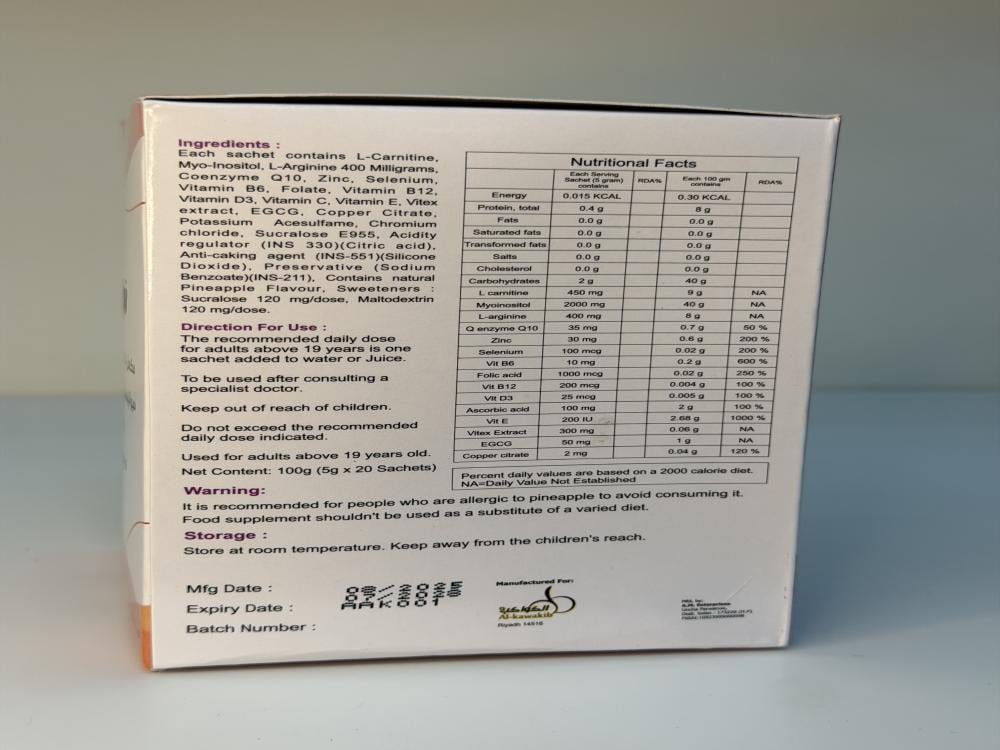 Ingredients :
Each sachet contains L-Carnitine,
Myo-Inositol, L-Arginine 400 Milligrams,
Coenzyme Q10, Zinc, Selenium,
Vitamin B6, Folate, Vitamin B12,
Vitamin D3, Vitamin C, Vitamin E, Vitex
extract, EGCG, Copper Citrate,
Potassium Acesulfame, Chromium
chloride, Sucralose E955, Acidity
regulator (INS 330)(Citric acid),
Anti-caking agent (INS-551)(Silicone
Dioxide), Preservative (Sodium
Benzoate)(INS-211), Contains natural
Pineapple Flavour, Sweeteners :
Sucralose 120 mg/dose, Maltodextrin
120 mg/dose.
Direction For Use :
The recommended daily dose
for adults above 19 years is one
sachet added to water or Juice.
To be used after consulting a
specialist doctor.
Keep out of reach of children.
Do not exceed the recommended
daily dose indicated.
Used for adults above 19 years old.
Net Content: 100g (5g x 20 Sachets)
Nutritional Facts
Each Serving Sachet (5 gram) contains RDA% Each 100 gm contains RDA%
Energy 0.015 KCAL 0.30 KCAL
Protein, total 0.4 g 8 g
Fats 0.0 g 0.0 g
Saturated fats 0.0 g 0.0 g
Transformed fats 0.0 g 0.0 g
Salts 0.0 g 0.0 g
Cholesterol 0.0 g 0.0 g
Carbohydrates 2 g 40 g
L carnitine 450 mg 9 g NA
Myoinositol 2000 mg 40 g NA
L-arginine 400 mg 8 g NA
Q enzyme Q10 35 mg 0.7 g 50 %
Zinc 30 mg 0.6 g 200 %
Selenium 100 mcg 0.02 g 200 %
Vit B6 10 mg 0.2 g 600 %
Folic acid 1000 mcg 0.02 g 250 %
Vit B12 200 mcg 0.004 g 100 %
Vit D3 25 mcg 0.005 g 100 %
Ascorbic acid 100 mg 2 g 100 %
Vit E 200 IU 2.68 g 1000 %
Vitex Extract 300 mg 0.06 g NA
EGCG 50 mg 1 g NA
Copper citrate 2 mg 0.04 g 120 %
Percent daily values are based on a 2000 calorie diet.
NA=Daily Value Not Established
Warning:
It is recommended for people who are allergic to pineapple to avoid consuming it.
Food supplement shouldn't be used as a substitute of a varied diet.
Storage :
Store at room temperature. Keep away from the children's reach.
Mfg Date :
Expiry Date :
Batch Number :
AAK001
Manufactured For:
الكواكبية
Al-kawakib
Riyadh 14516
Mfd. by:
A.M. Enterprises